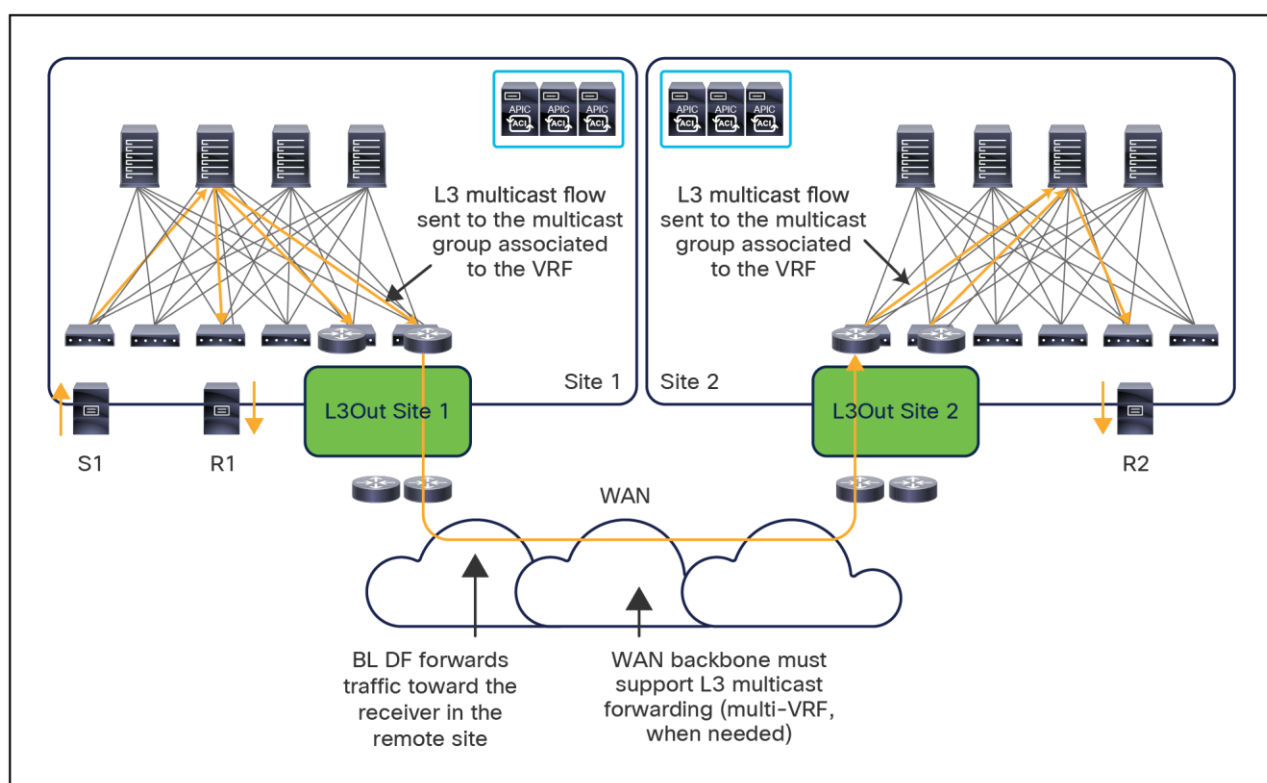 APIC
ACI
APIC
ACI
APIC
ACI
APIC
ACI
APIC
ACI
APIC
ACI
L3 multicast flow
sent to the multicast
group associated
to the VRF
L3 multicast flow
sent to the multicast
group associated
to the VRF
Site 1
Site 2
L3Out Site 1
L3Out Site 2
S1
R1
R2
WAN
BL DF forwards
traffic toward the
receiver in the
remote site
WAN backbone must
support L3 multicast
forwarding (multi-VRF,
when needed)